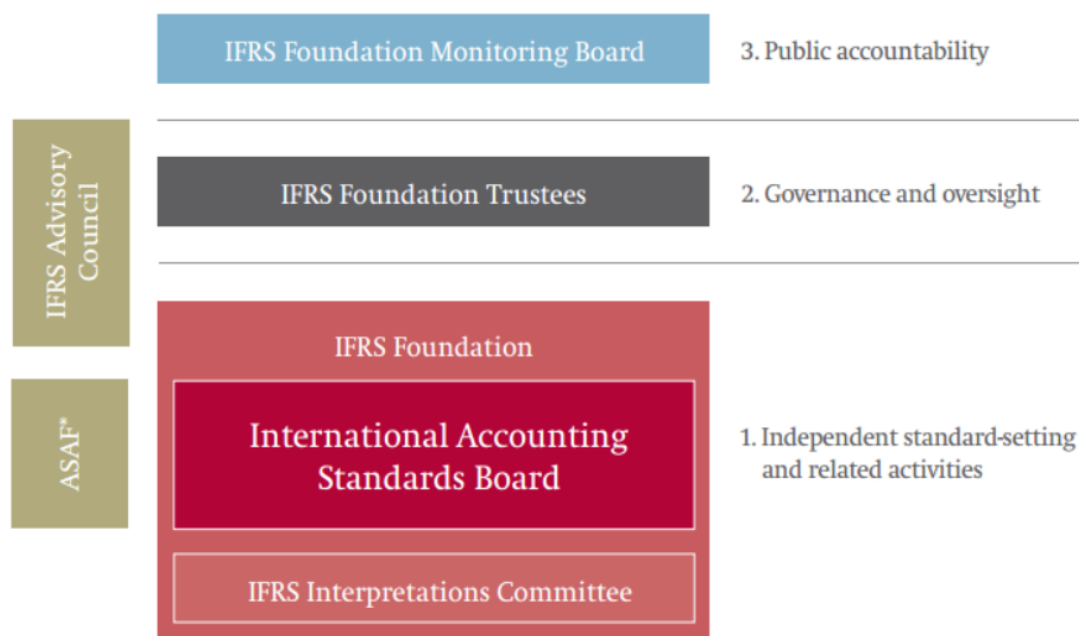 IFRS Foundation Monitoring Board
3. Public accountability
IFRS Advisory
Council
IFRS Foundation Trustees
2. Governance and oversight
IFRS Foundation
ASAF*
International Accounting
Standards Board
1. Independent standard-setting
and related activities
IFRS Interpretations Committee